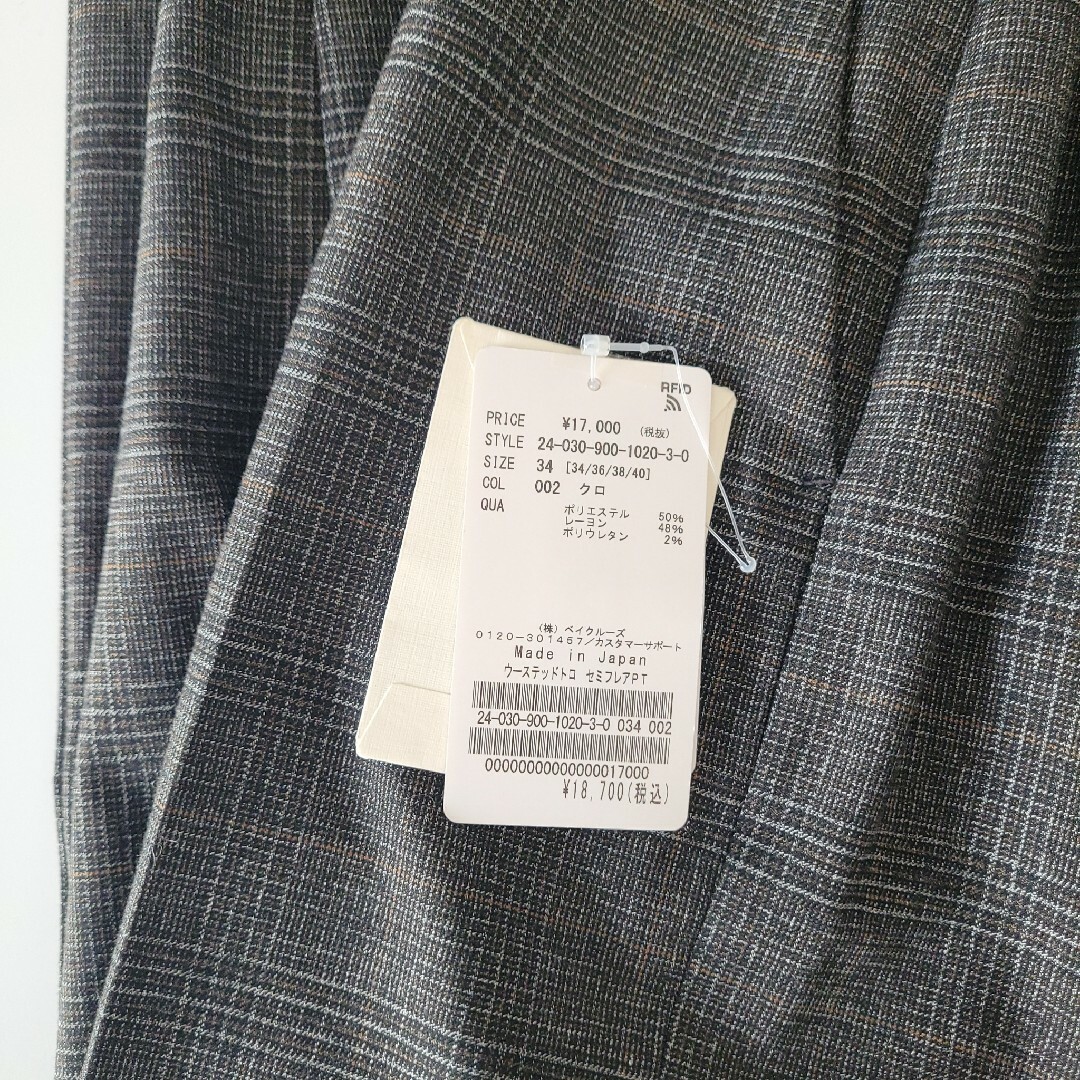 RFID
PRICE ¥17,000 (税抜)
STYLE 24-030-900-1020-3-0
SIZE 34 [34/36/38/40]
COL 002 クロ
QUA ポリエステル 50%
レーヨン 48%
ポリウレタン 2%
(株)ベイクルーズ
0120-301457/カスタマーサポート
Made in Japan
ウーステッドトロ セミフレアPT
24-030-900-1020-3-0 034 002
00000000000000017000
¥18,700(税込)